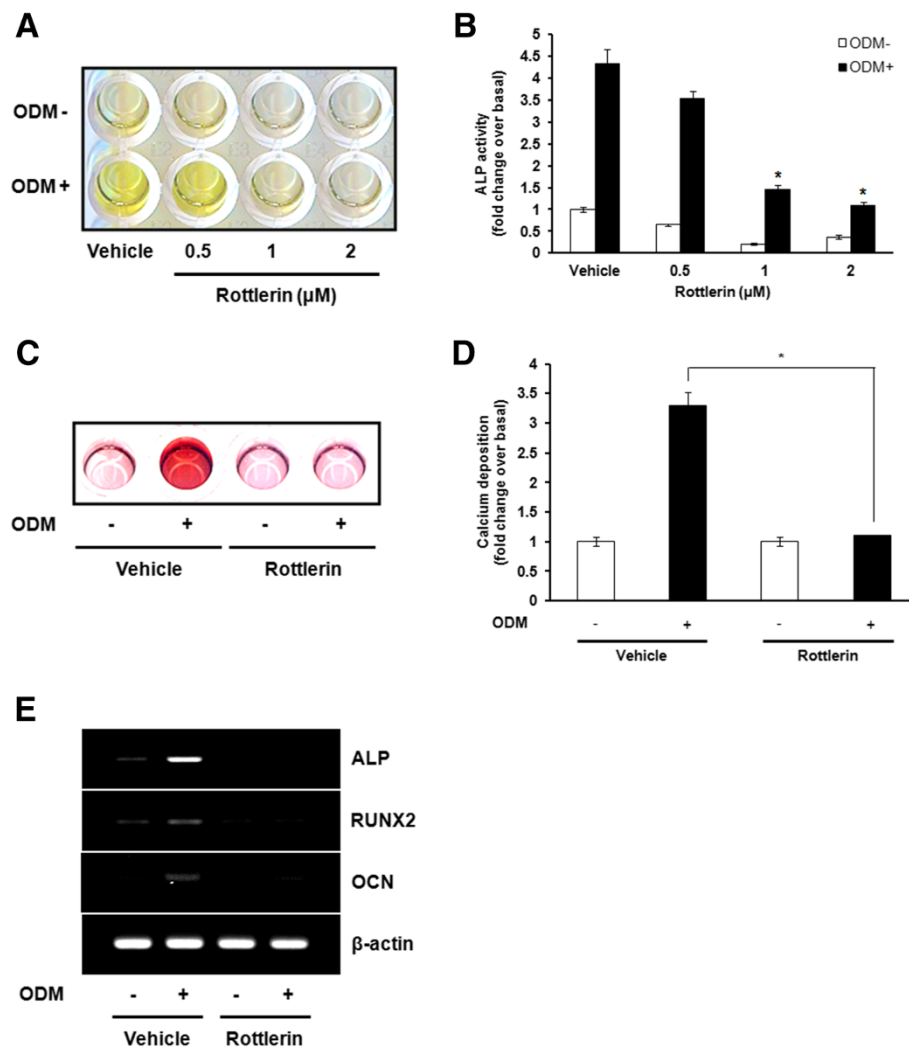 A
ODM -
ODM +
Vehicle 0.5 1 2
Rottlerin (µM)
B
ALP activity
(fold change over basal)
5
4.5
4
3.5
3
2.5
2
1.5
1
0.5
0
ODM-
ODM+
* *
Vehicle 0.5 1 2
Rottlerin (µM)
C
ODM - + - +
Vehicle Rottlerin
D
Calcium deposition
(fold change over basal)
4
3.5
3
2.5
2
1.5
1
0.5
0
*
ODM - + - +
Vehicle Rottlerin
E
ALP
RUNX2
OCN
β-actin
ODM - + - +
Vehicle Rottlerin